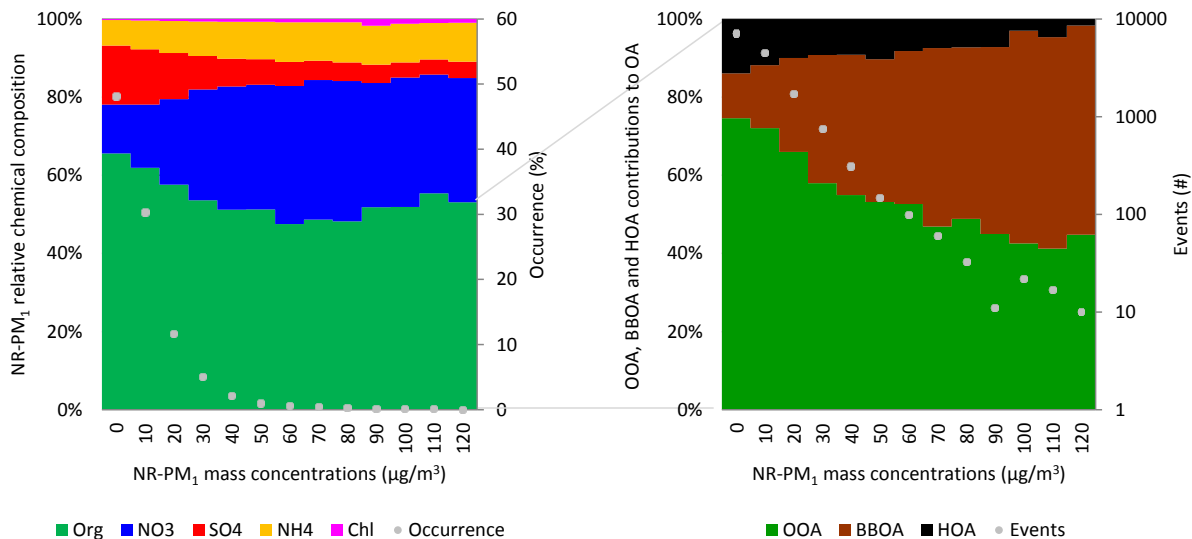 NR-PM1 relative chemical composition
100%
80%
60%
40%
20%
0%
60
50
40
30
20
10
0
Occurrence (%)
0 10 20 30 40 50 60 70 80 90 100 110 120
NR-PM1 mass concentrations (µg/m³)
Org NO3 SO4 NH4 Chl Occurrence
OOA, BBOA and HOA contributions to OA
100%
80%
60%
40%
20%
0%
10000
1000
100
10
1
Events (#)
0 10 20 30 40 50 60 70 80 90 100 110 120
NR-PM1 mass concentrations (µg/m³)
OOA BBOA HOA Events